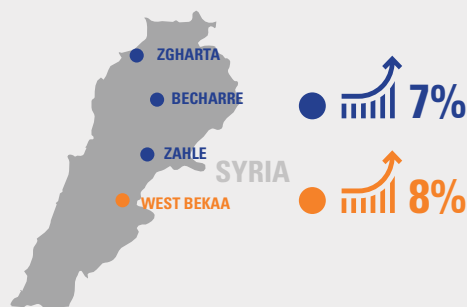 ZGHARTA
BECHARRE
7%
ZAHLE
SYRIA
WEST BEKAA
8%